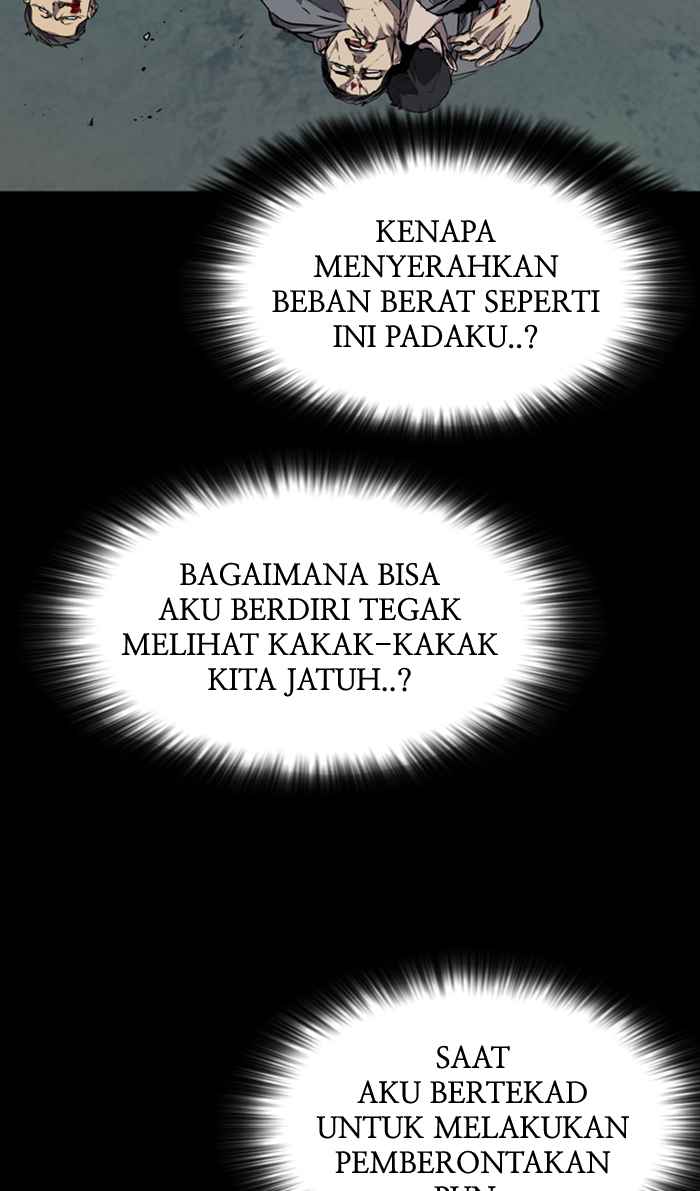 KENAPA
MENYERAHKAN
BEBAN BERAT SEPERTI
INI PADAKU..?
BAGAIMANA BISA
AKU BERDIRI TEGAK
MELIHAT KAKAK-KAKAK
KITA JATUH..?
SAAT
AKU BERTEKAD
UNTUK MELAKUKAN
PEMBERONTAKAN
PUN